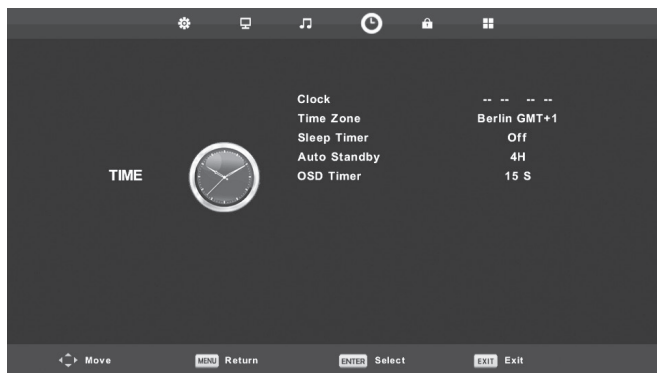 Clock -- -- -- --
Time Zone Berlin GMT+1
Sleep Timer Off
Auto Standby 4H
TIME
OSD Timer 15 S
Move MENU Return ENTER Select EXIT Exit